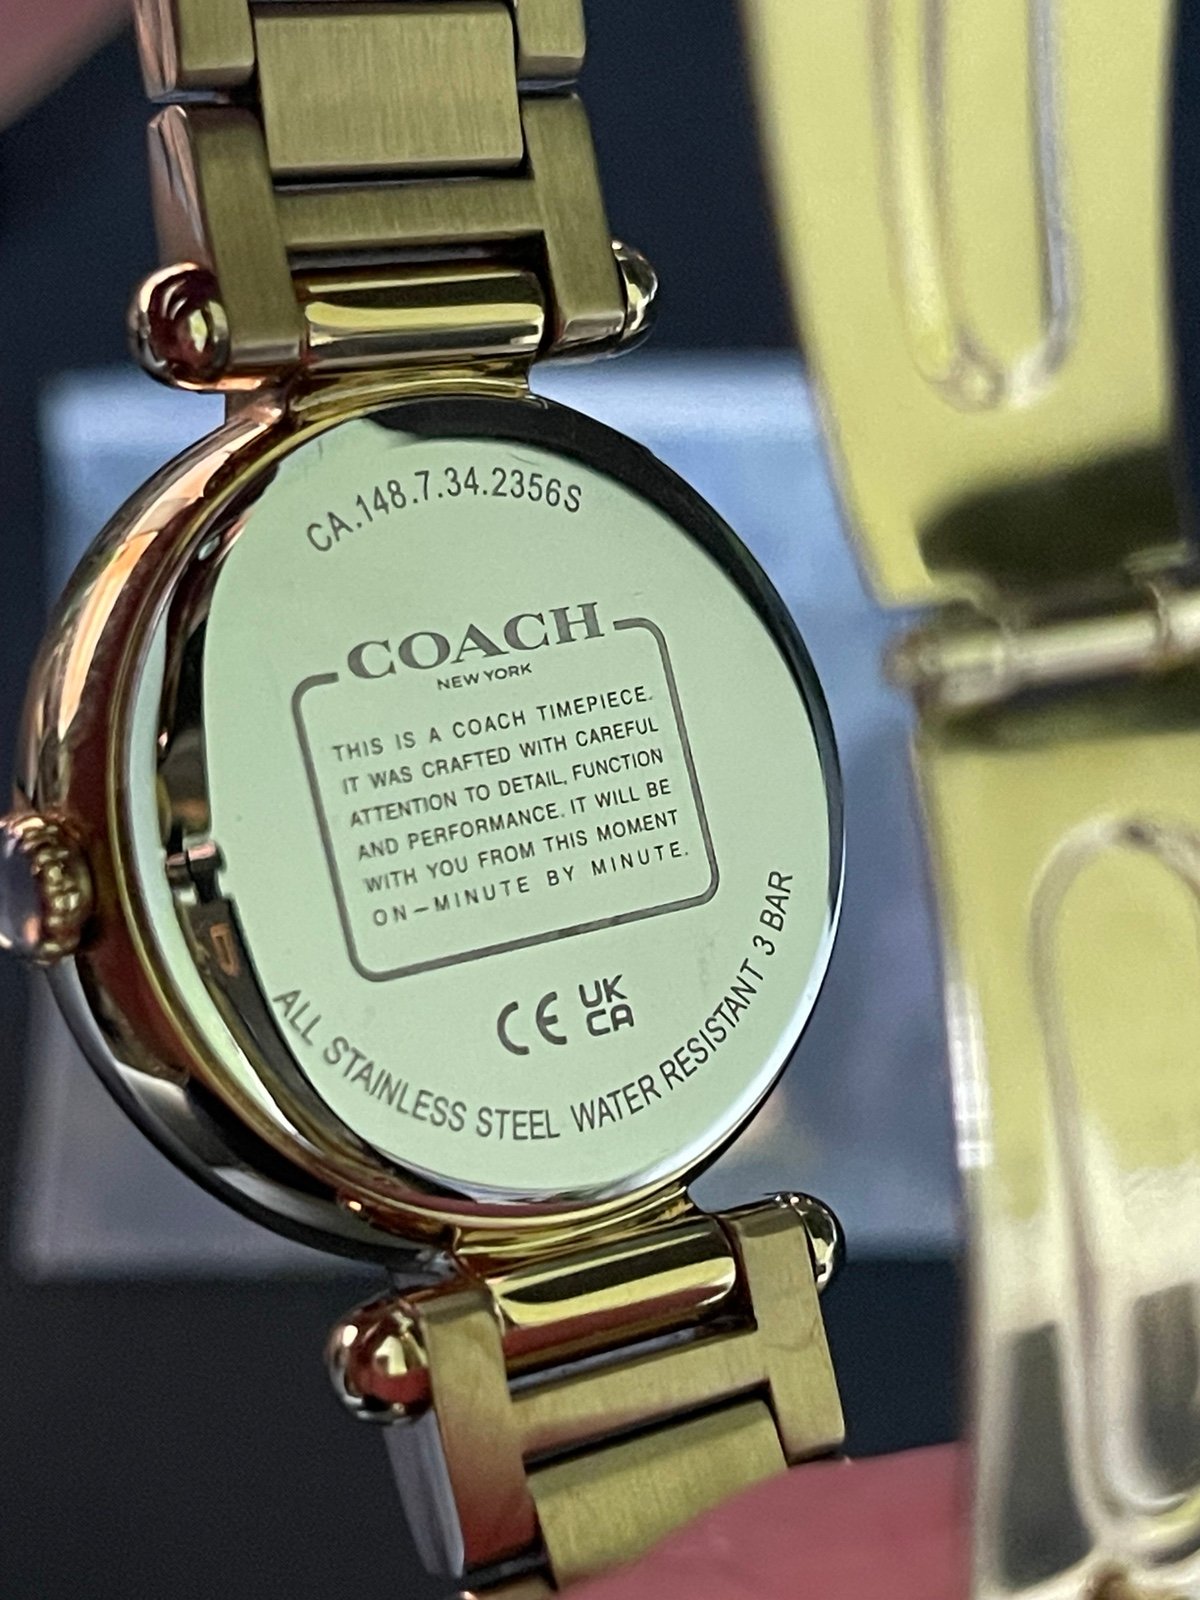 CA.148.7.34.2356S
COACH
NEW YORK
THIS IS A COACH TIMEPIECE.
IT WAS CRAFTED WITH CAREFUL
ATTENTION TO DETAIL, FUNCTION
AND PERFORMANCE. IT WILL BE
WITH YOU FROM THIS MOMENT
ON–MINUTE BY MINUTE.
CE UK
CA
ALL STAINLESS STEEL WATER RESISTANT 3 BAR